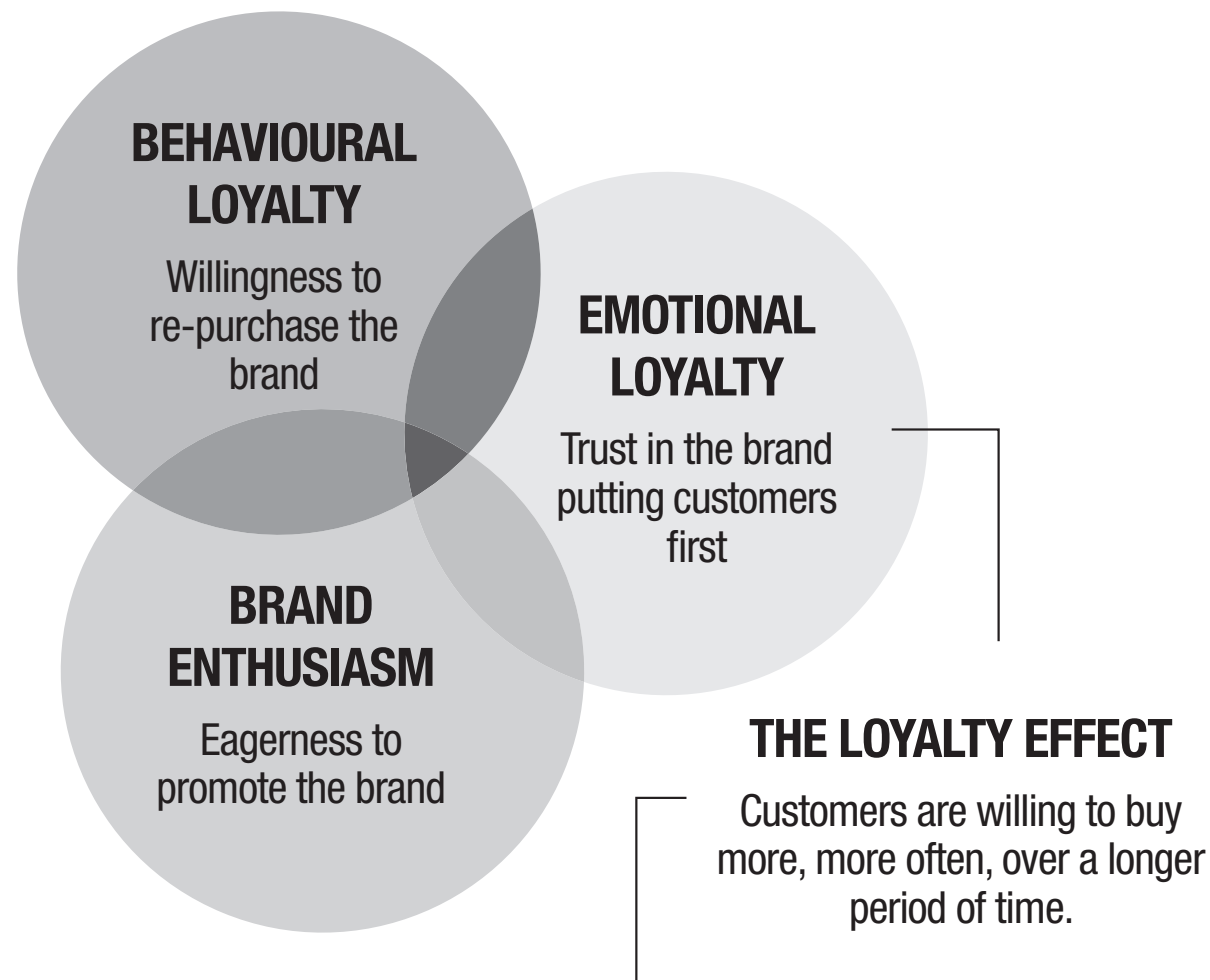 BEHAVIOURAL
LOYALTY
Willingness to
re-purchase the
brand
EMOTIONAL
LOYALTY
Trust in the brand
putting customers
first
BRAND
ENTHUSIASM
Eagerness to
promote the brand
THE LOYALTY EFFECT
Customers are willing to buy
more, more often, over a longer
period of time.